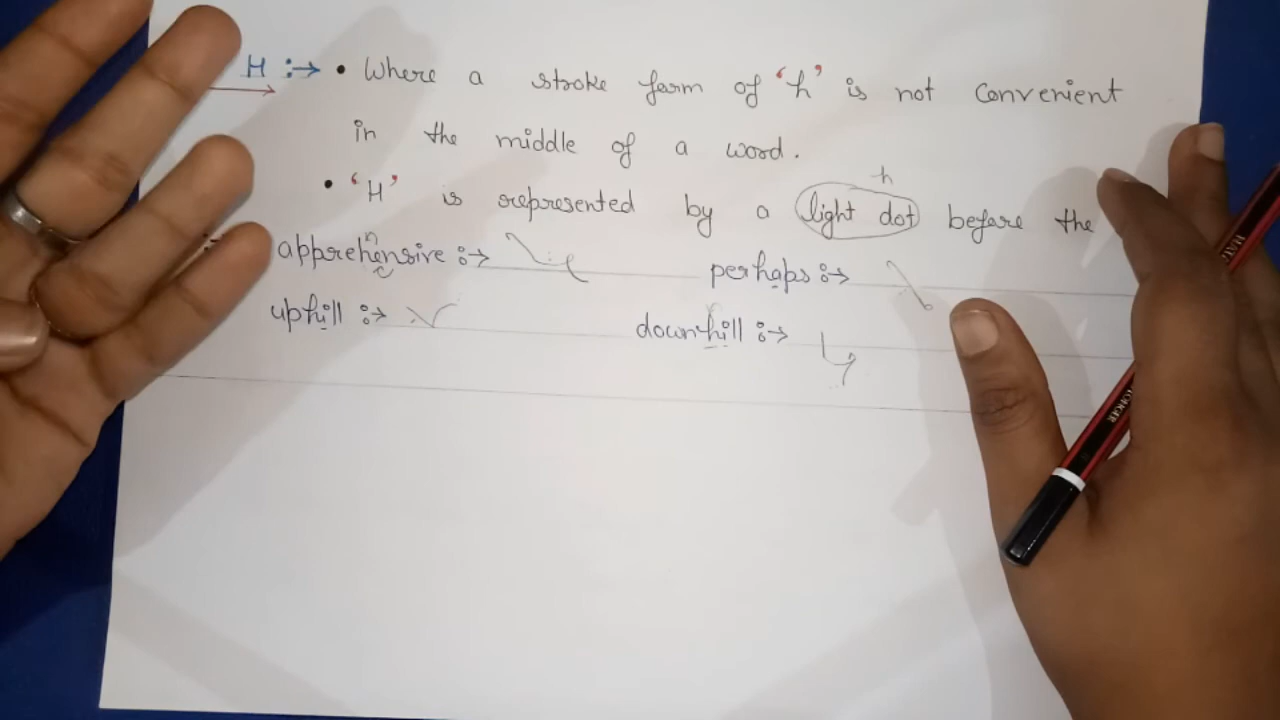 H :→ • Where a stroke form of 'h' is not convenient
in the middle of a word.
h
• 'H' is represented by a light dot before the
apprehensive :→ perhaps :→
uphill :→ downhill :→